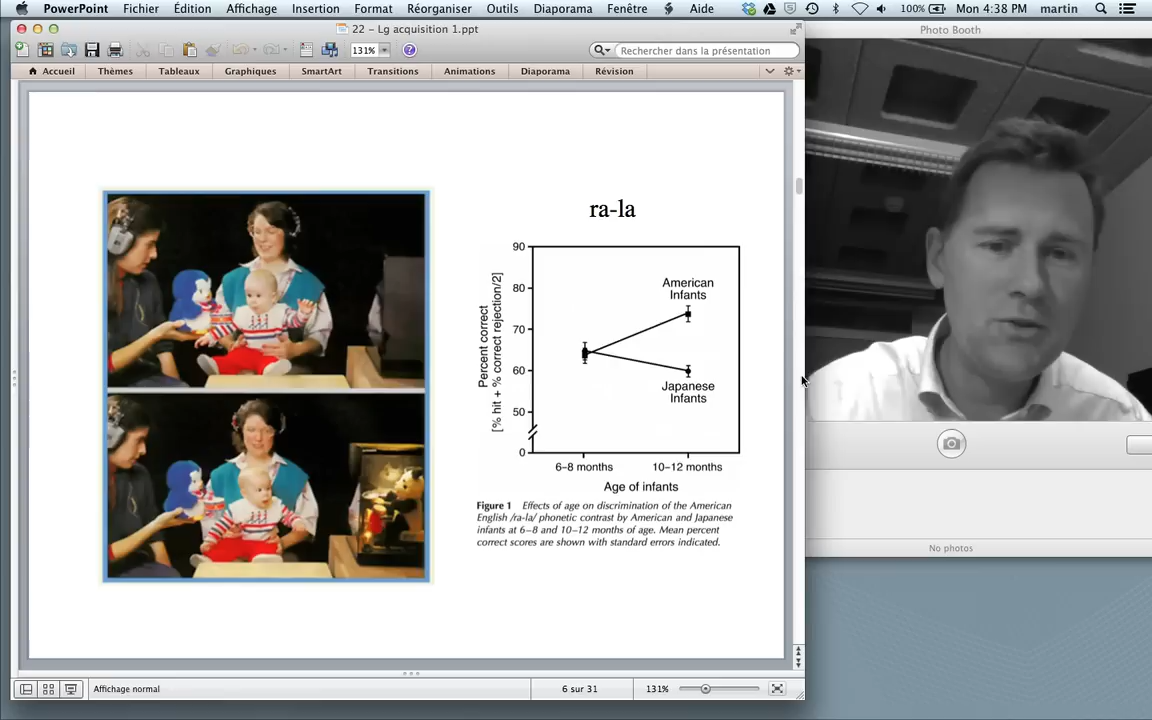 PowerPoint Fichier Édition Affichage Insertion Format Réorganiser Outils Diaporama Fenêtre Aide 100% Mon 4:38 PM martin
22 - Lg acquisition 1.ppt
131% Rechercher dans la présentation
Accueil Thèmes Tableaux Graphiques SmartArt Transitions Animations Diaporama Révision
Photo Booth
ra-la
Percent correct
[% hit + % correct rejection/2]
90
80
70
60
50
0
American
Infants
Japanese
Infants
6–8 months 10–12 months
Age of infants
Figure 1 Effects of age on discrimination of the American
English /ra-la/ phonetic contrast by American and Japanese
infants at 6–8 and 10–12 months of age. Mean percent
correct scores are shown with standard errors indicated.
No photos
Affichage normal 6 sur 31 131%